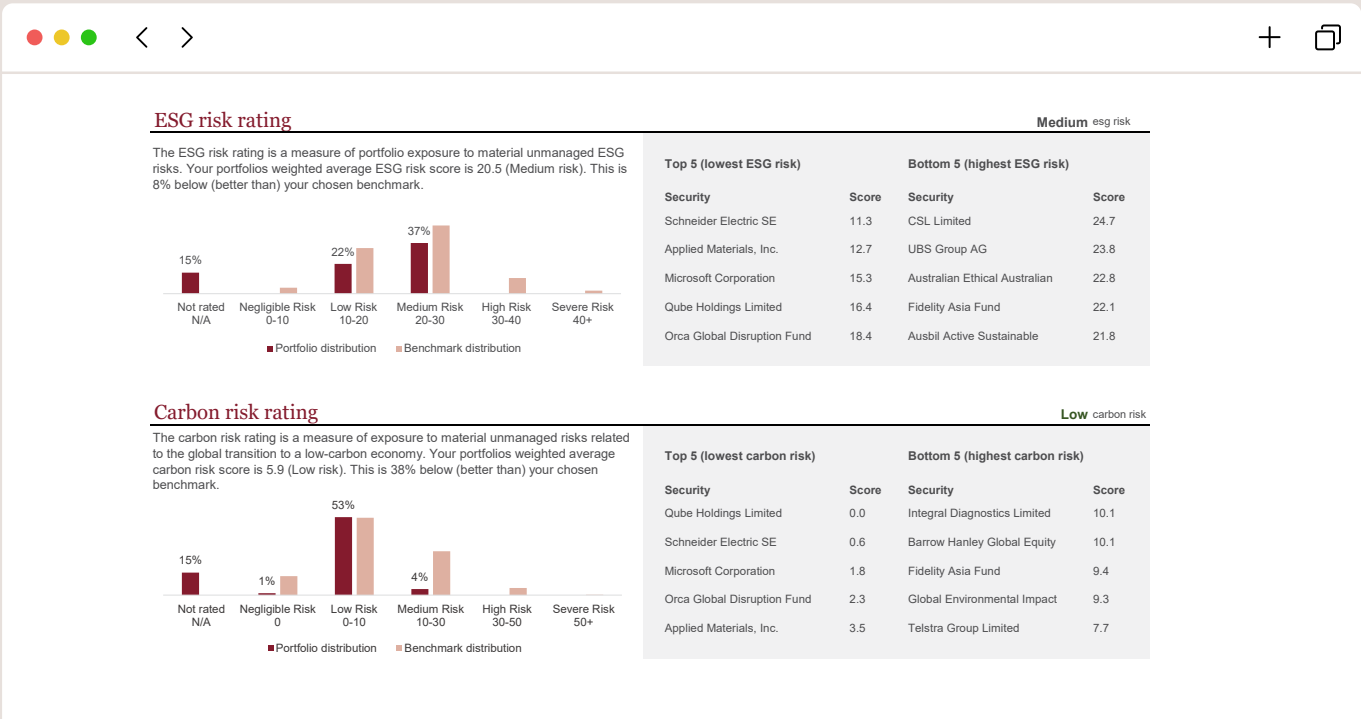 ESG risk rating
Medium esg risk
The ESG risk rating is a measure of portfolio exposure to material unmanaged ESG
risks. Your portfolios weighted average ESG risk score is 20.5 (Medium risk). This is
8% below (better than) your chosen benchmark.
15%
22%
37%
Not rated Negligible Risk Low Risk Medium Risk High Risk Severe Risk
N/A 0-10 10-20 20-30 30-40 40+
Portfolio distribution Benchmark distribution
Top 5 (lowest ESG risk) Bottom 5 (highest ESG risk)
Security Score Security Score
Schneider Electric SE 11.3 CSL Limited 24.7
Applied Materials, Inc. 12.7 UBS Group AG 23.8
Microsoft Corporation 15.3 Australian Ethical Australian 22.8
Qube Holdings Limited 16.4 Fidelity Asia Fund 22.1
Orca Global Disruption Fund 18.4 Ausbil Active Sustainable 21.8
Carbon risk rating
Low carbon risk
The carbon risk rating is a measure of exposure to material unmanaged risks related
to the global transition to a low-carbon economy. Your portfolios weighted average
carbon risk score is 5.9 (Low risk). This is 38% below (better than) your chosen
benchmark.
15%
1%
53%
4%
Not rated Negligible Risk Low Risk Medium Risk High Risk Severe Risk
N/A 0 0-10 10-30 30-50 50+
Portfolio distribution Benchmark distribution
Top 5 (lowest carbon risk) Bottom 5 (highest carbon risk)
Security Score Security Score
Qube Holdings Limited 0.0 Integral Diagnostics Limited 10.1
Schneider Electric SE 0.6 Barrow Hanley Global Equity 10.1
Microsoft Corporation 1.8 Fidelity Asia Fund 9.4
Orca Global Disruption Fund 2.3 Global Environmental Impact 9.3
Applied Materials, Inc. 3.5 Telstra Group Limited 7.7